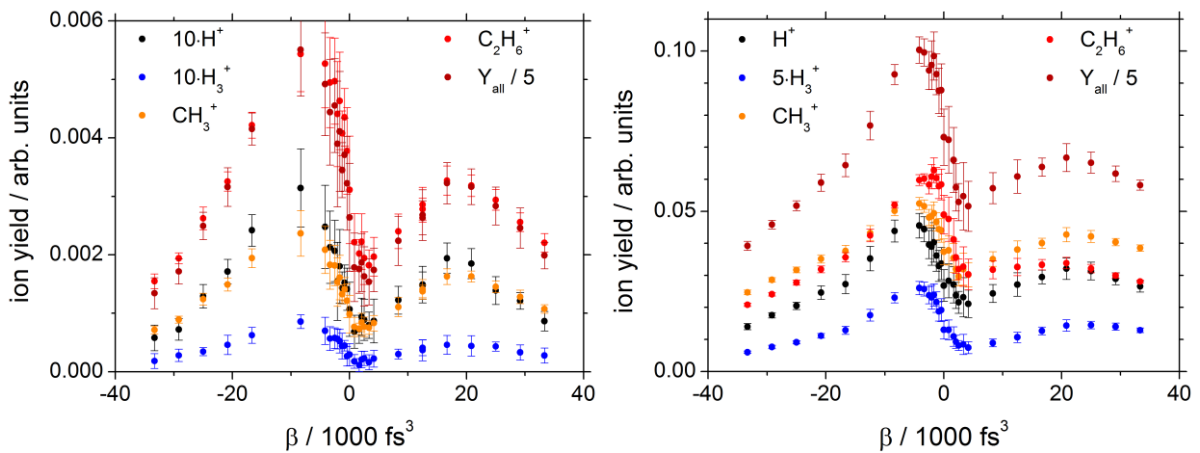 0.006
0.004
0.002
0.000
ion yield / arb. units
10·H+
10·H3+
CH3+
C2H6+
Yall / 5
-40 -20 0 20 40
β / 1000 fs3
0.10
0.05
0.00
ion yield / arb. units
H+
5·H3+
CH3+
C2H6+
Yall / 5
-40 -20 0 20 40
β / 1000 fs3